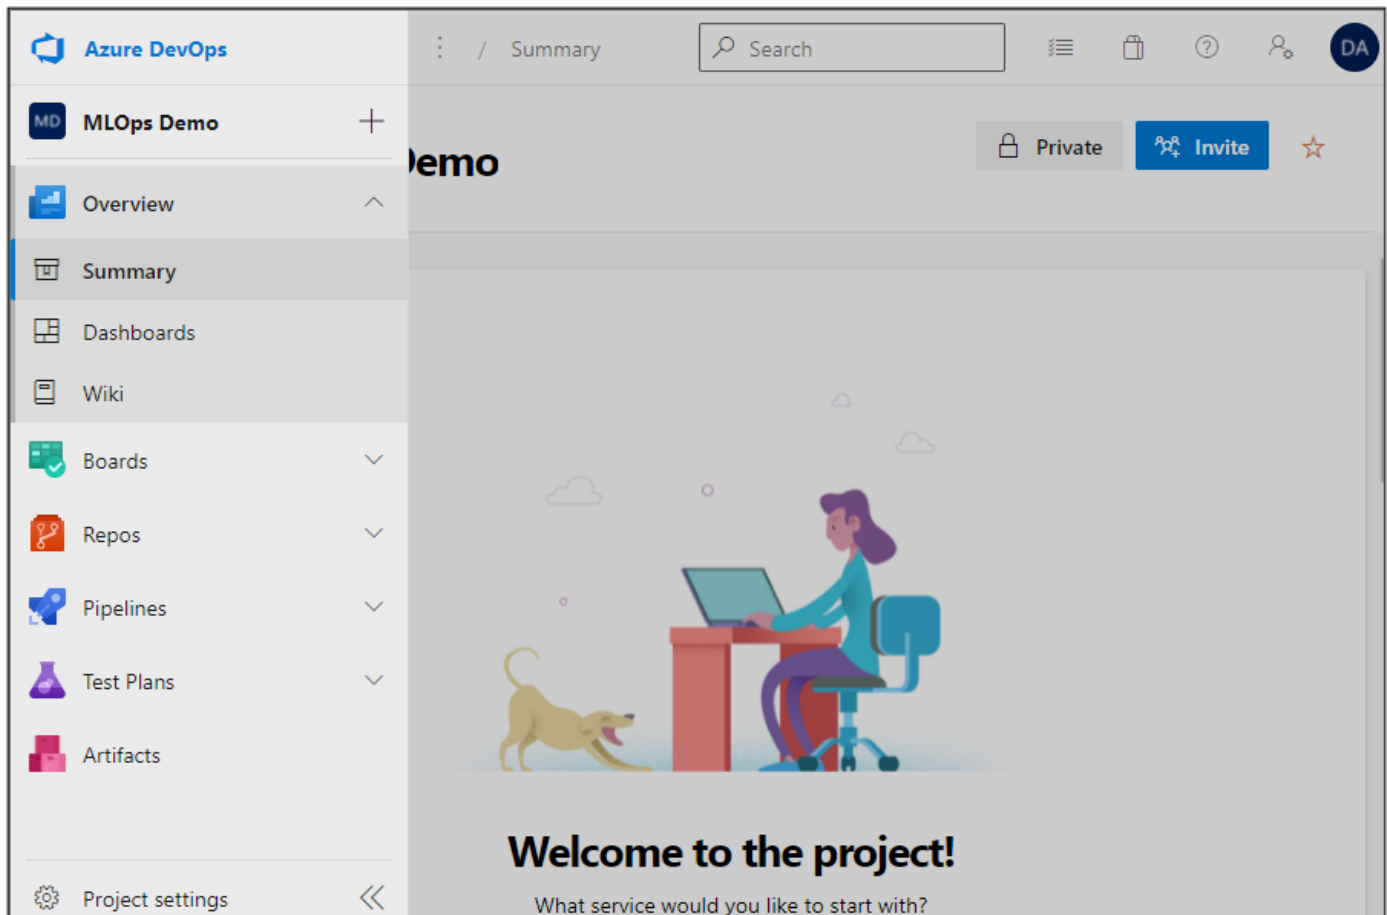 Azure DevOps
/ Summary
Search
DA
MD MLOps Demo
Demo
Private
Invite
Overview
Summary
Dashboards
Wiki
Boards
Repos
Pipelines
Test Plans
Artifacts
Project settings
Welcome to the project!
What service would you like to start with?